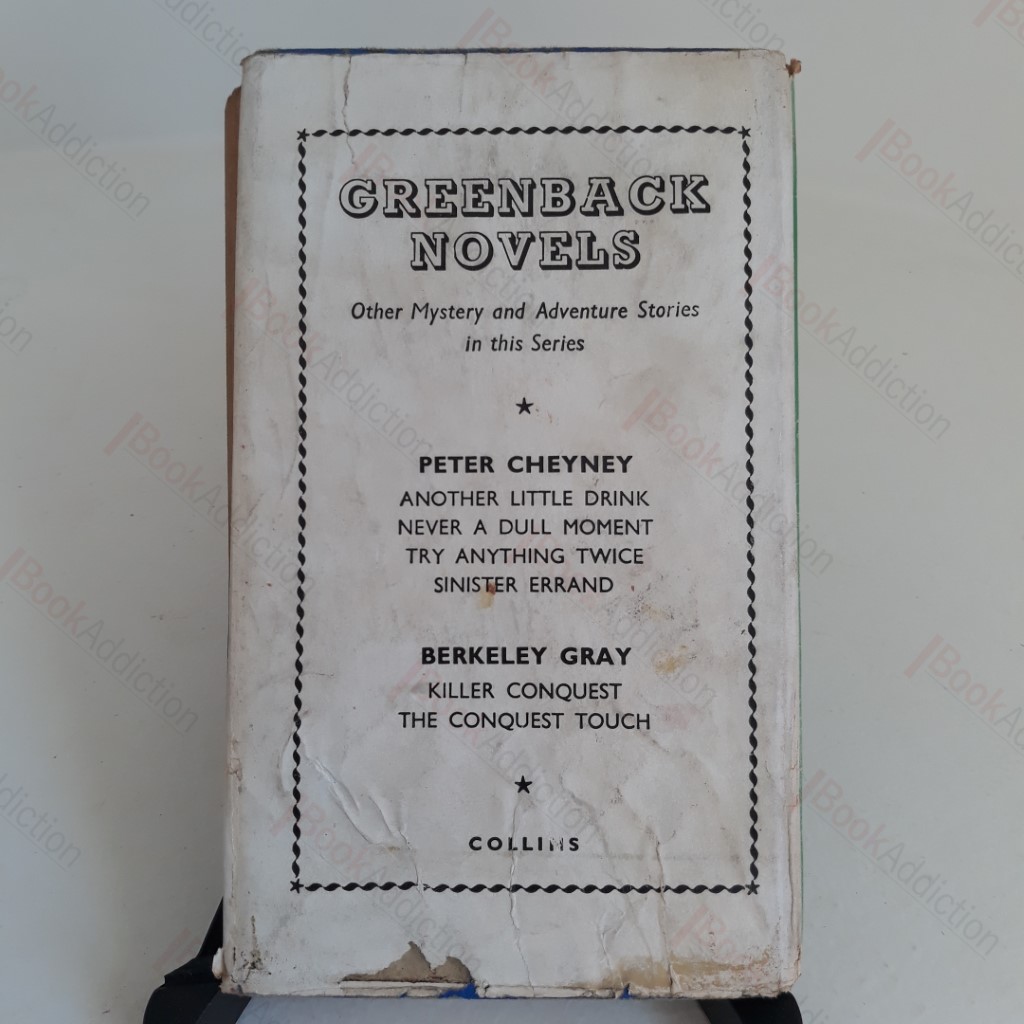 GREENBACK
NOVELS
Other Mystery and Adventure Stories
in this Series
PETER CHEYNEY
ANOTHER LITTLE DRINK
NEVER A DULL MOMENT
TRY ANYTHING TWICE
SINISTER ERRAND
BERKELEY GRAY
KILLER CONQUEST
THE CONQUEST TOUCH
COLLINS
BookAddiction